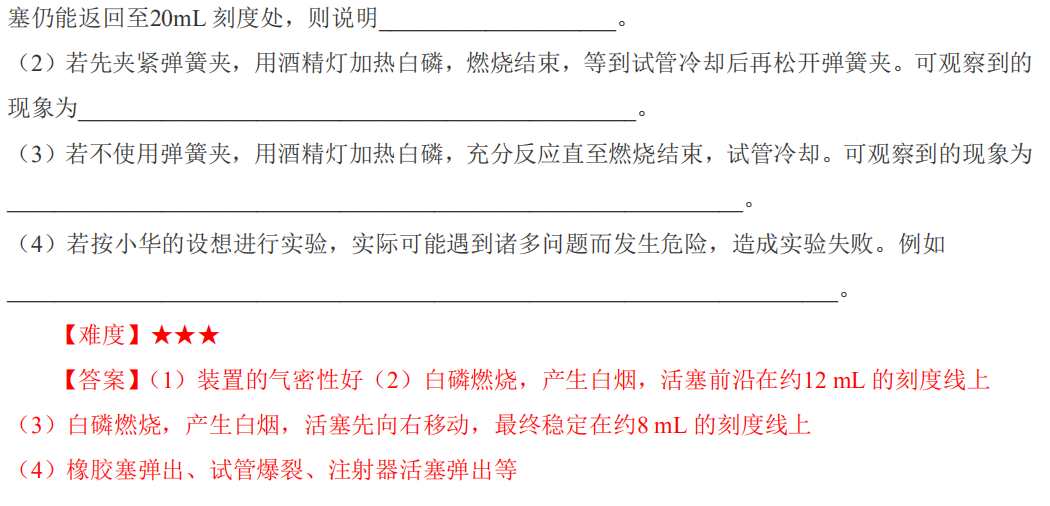 塞仍能返回至20mL 刻度处，则说明____________________。
（2）若先夹紧弹簧夹，用酒精灯加热白磷，燃烧结束，等到试管冷却后再松开弹簧夹。可观察到的
现象为_______________________________________________。
（3）若不使用弹簧夹，用酒精灯加热白磷，充分反应直至燃烧结束，试管冷却。可观察到的现象为
______________________________________________________________。
（4）若按小华的设想进行实验，实际可能遇到诸多问题而发生危险，造成实验失败。例如
______________________________________________________________________。
【难度】★★★
【答案】（1）装置的气密性好（2）白磷燃烧，产生白烟，活塞前沿在约12 mL 的刻度线上
（3）白磷燃烧，产生白烟，活塞先向右移动，最终稳定在约8 mL 的刻度线上
（4）橡胶塞弹出、试管爆裂、注射器活塞弹出等